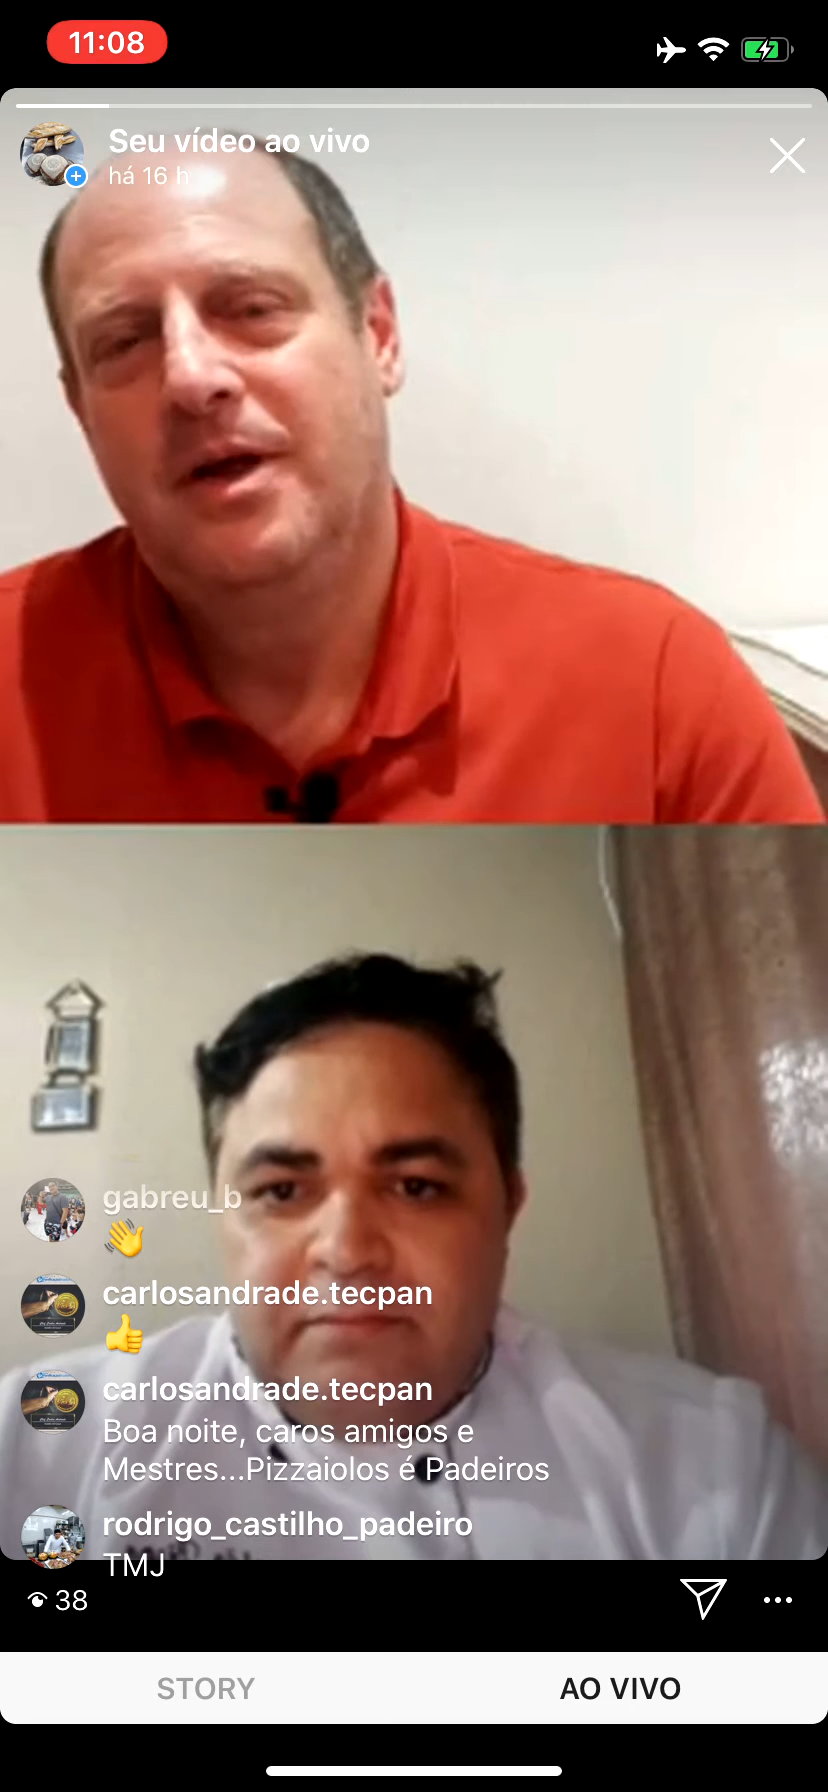 11:08
Seu vídeo ao vivo
há 16 h
gabreu_b
👋
carlosandrade.tecpan
👍
carlosandrade.tecpan
Boa noite, caros amigos e
Mestres...Pizzaiolos é Padeiros
rodrigo_castilho_padeiro
TMJ
38
STORY
AO VIVO